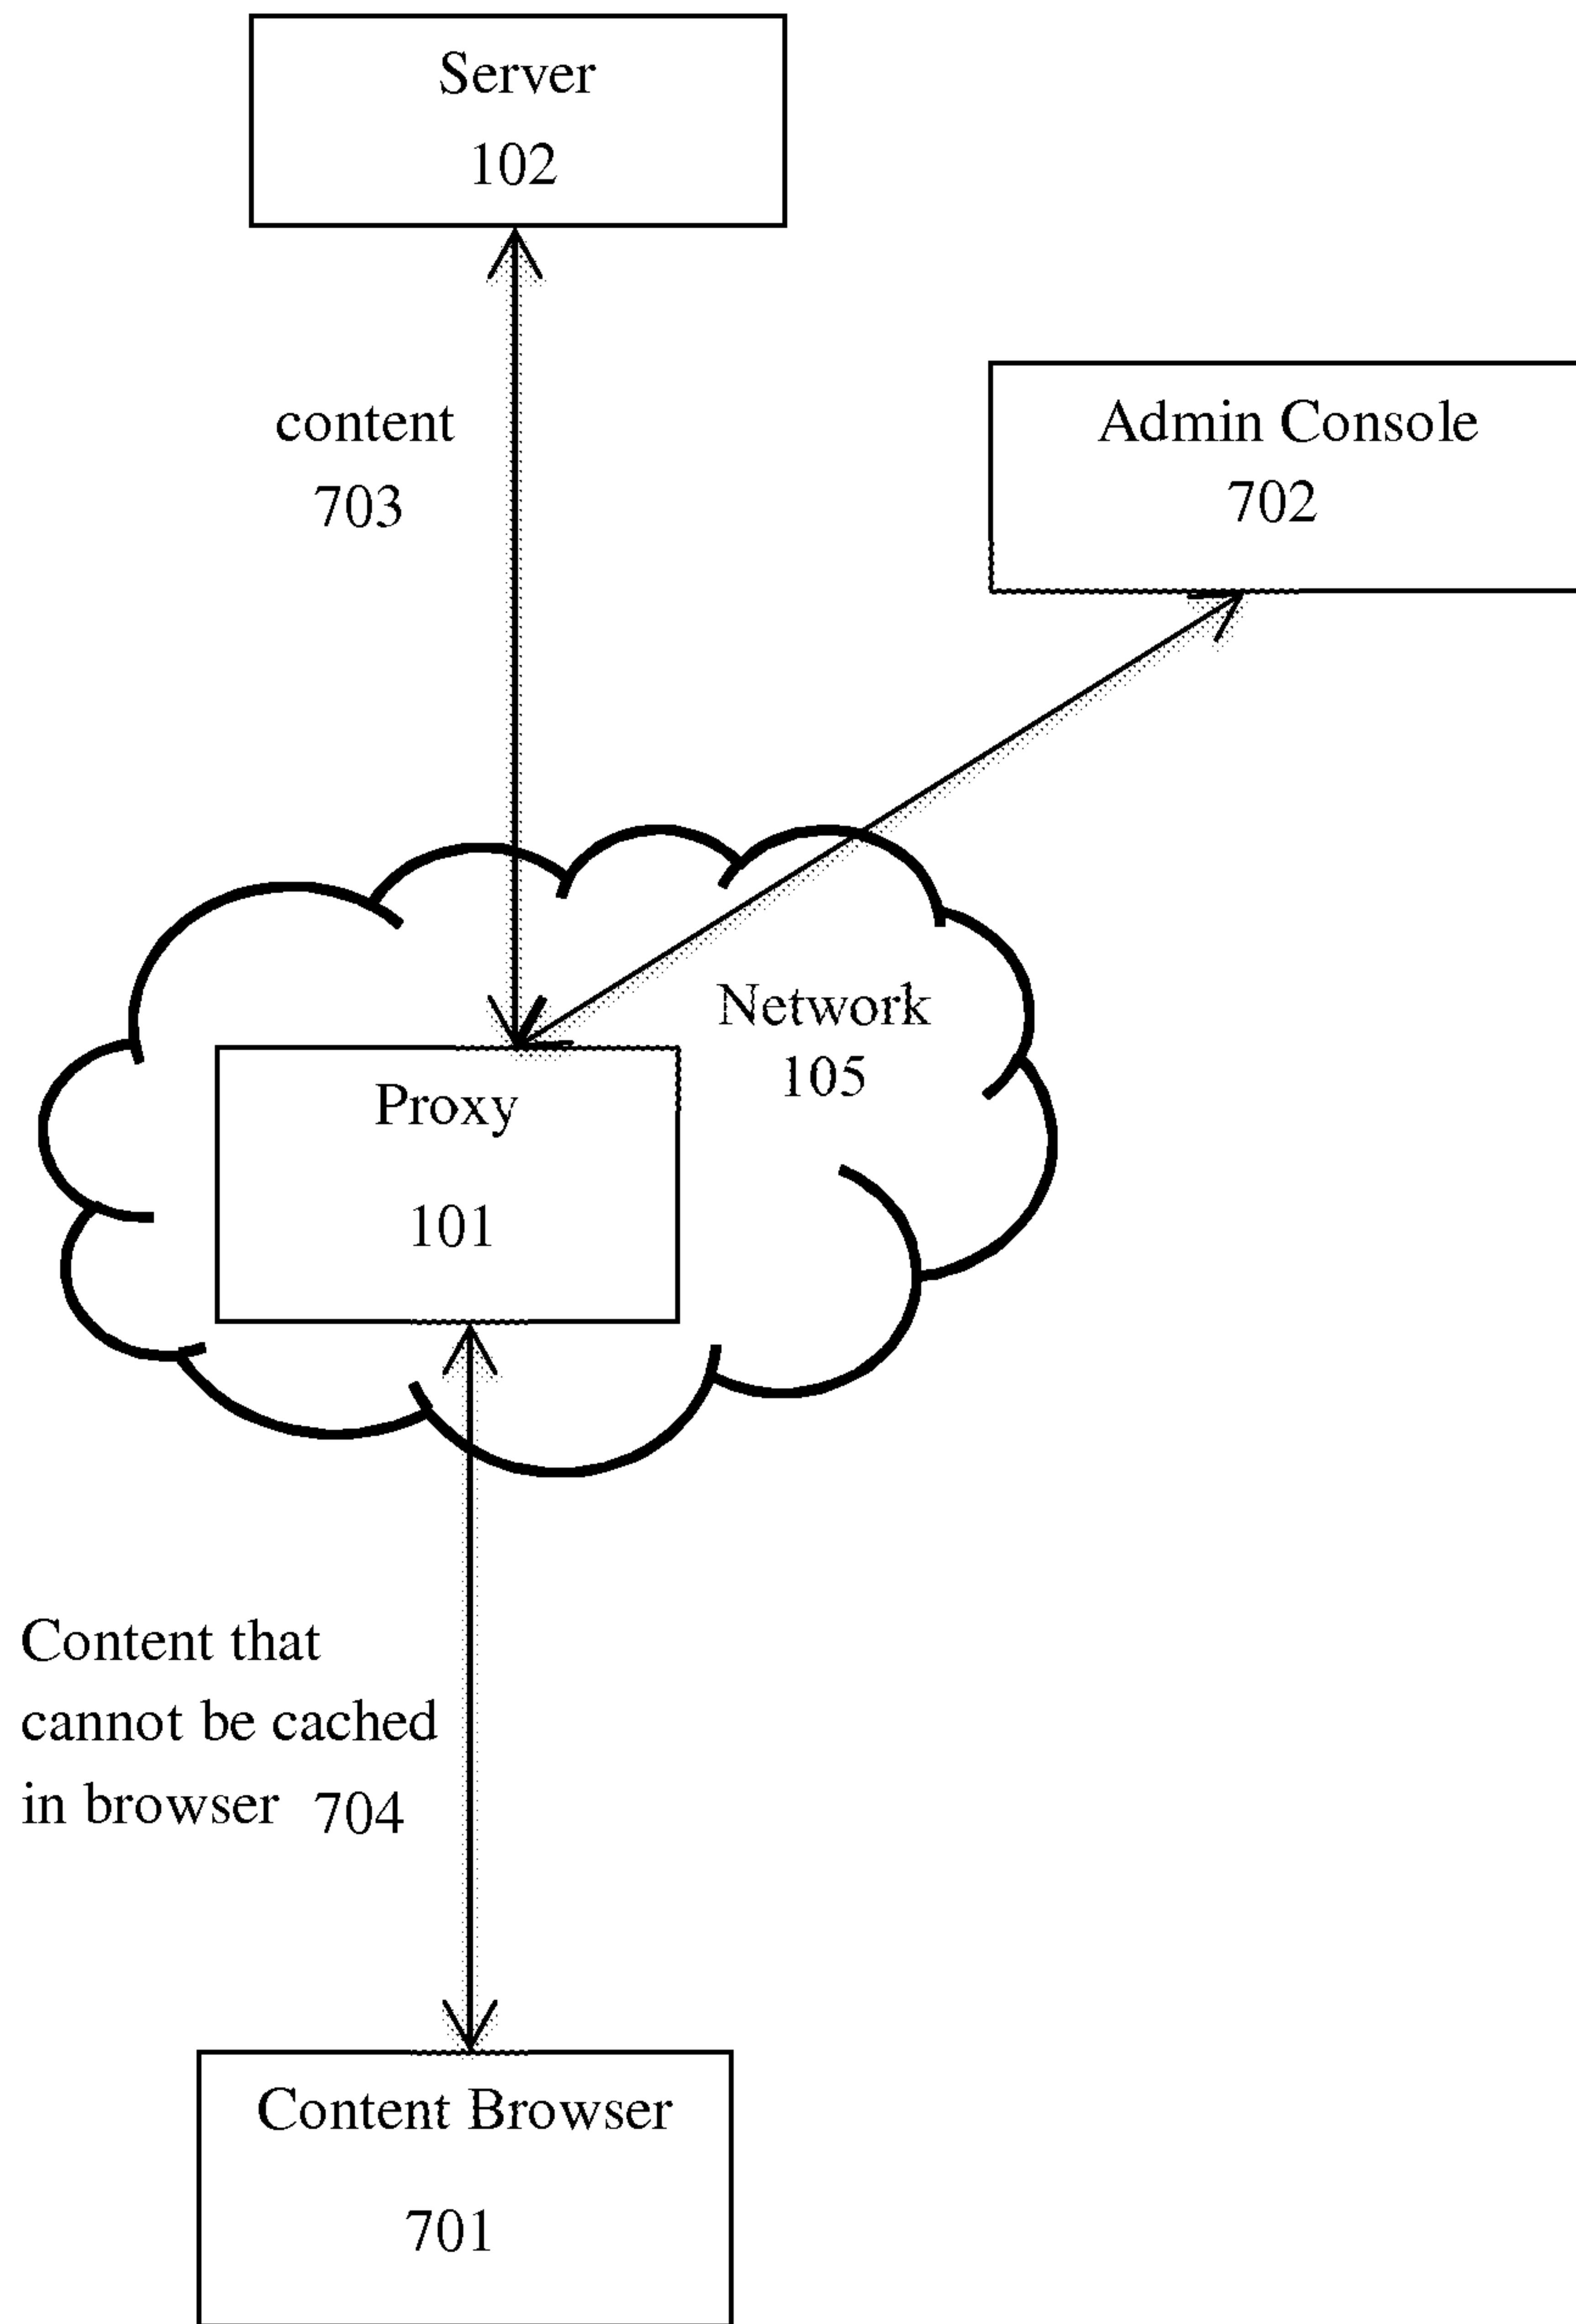 Server
102
content
703
Admin Console
702
Network
105
Proxy
101
Content that
cannot be cached
in browser 704
Content Browser
701